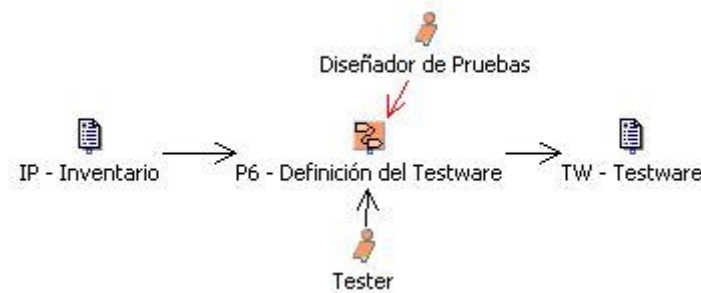 Diseñador de Pruebas
IP - Inventario
P6 - Definición del Testware
TW - Testware
Tester